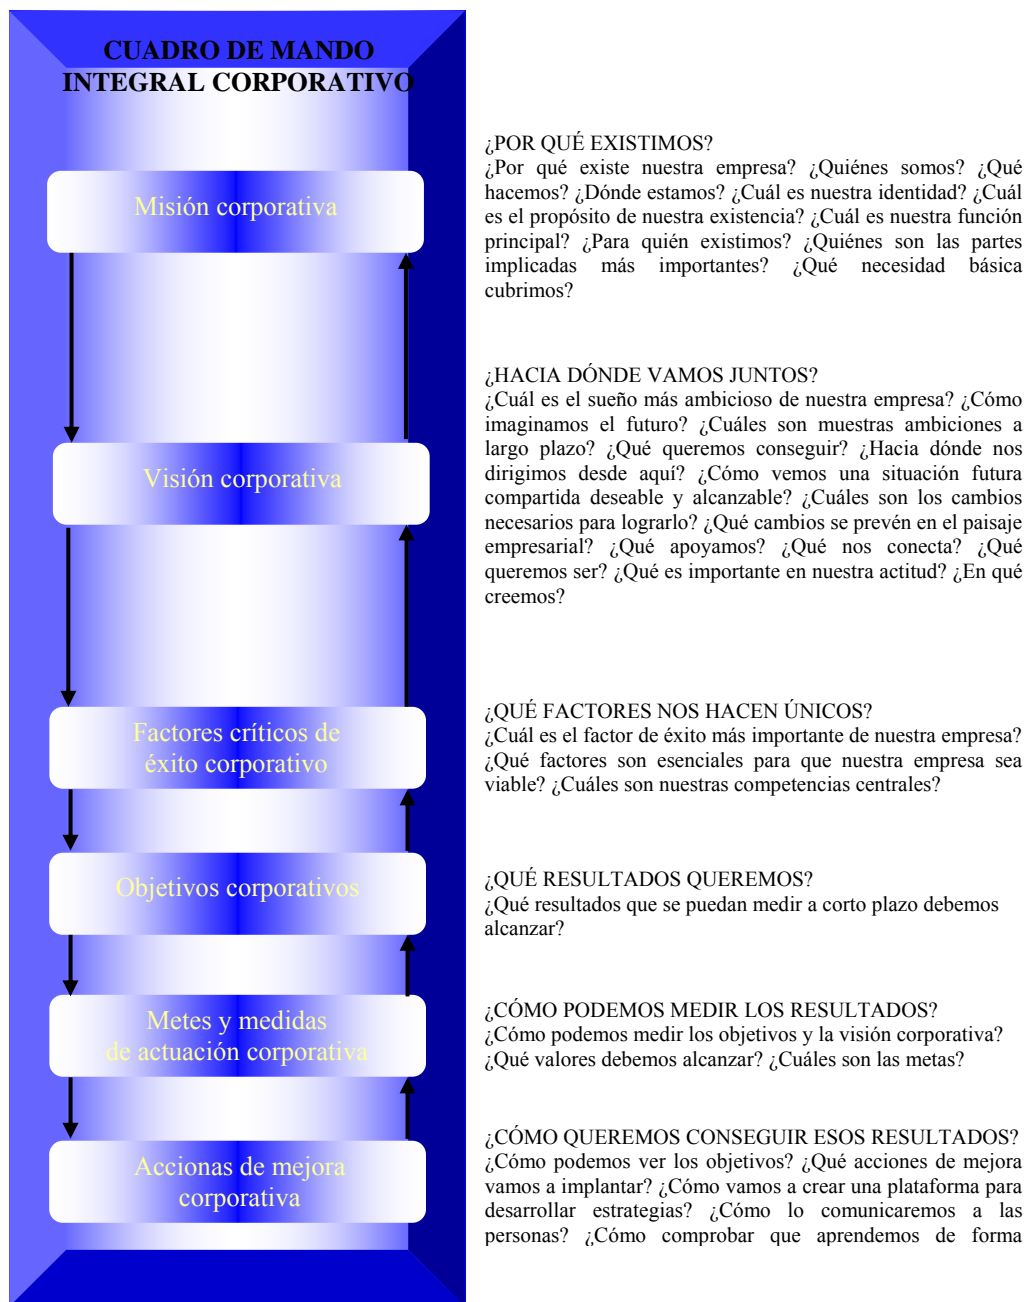 CUADRO DE MANDO
INTEGRAL CORPORATIVO
Misión corporativa
¿POR QUÉ EXISTIMOS?
¿Por qué existe nuestra empresa? ¿Quiénes somos? ¿Qué
hacemos? ¿Dónde estamos? ¿Cuál es nuestra identidad? ¿Cuál
es el propósito de nuestra existencia? ¿Cuál es nuestra función
principal? ¿Para quién existimos? ¿Quiénes son las partes
implicadas más importantes? ¿Qué necesidad básica
cubrimos?
Visión corporativa
¿HACIA DÓNDE VAMOS JUNTOS?
¿Cuál es el sueño más ambicioso de nuestra empresa? ¿Cómo
imaginamos el futuro? ¿Cuáles son muestras ambiciones a
largo plazo? ¿Qué queremos conseguir? ¿Hacia dónde nos
dirigimos desde aquí? ¿Cómo vemos una situación futura
compartida deseable y alcanzable? ¿Cuáles son los cambios
necesarios para lograrlo? ¿Qué cambios se prevén en el paisaje
empresarial? ¿Qué apoyamos? ¿Qué nos conecta? ¿Qué
queremos ser? ¿Qué es importante en nuestra actitud? ¿En qué
creemos?
Factores críticos de
éxito corporativo
¿QUÉ FACTORES NOS HACEN ÚNICOS?
¿Cuál es el factor de éxito más importante de nuestra empresa?
¿Qué factores son esenciales para que nuestra empresa sea
viable? ¿Cuáles son nuestras competencias centrales?
Objetivos corporativos
¿QUÉ RESULTADOS QUEREMOS?
¿Qué resultados que se puedan medir a corto plazo debemos
alcanzar?
Metes y medidas
de actuación corporativa
¿CÓMO PODEMOS MEDIR LOS RESULTADOS?
¿Cómo podemos medir los objetivos y la visión corporativa?
¿Qué valores debemos alcanzar? ¿Cuáles son las metas?
Accionas de mejora
corporativa
¿CÓMO QUEREMOS CONSEGUIR ESOS RESULTADOS?
¿Cómo podemos ver los objetivos? ¿Qué acciones de mejora
vamos a implantar? ¿Cómo vamos a crear una plataforma para
desarrollar estrategias? ¿Cómo lo comunicaremos a las
personas? ¿Cómo comprobar que aprendemos de forma